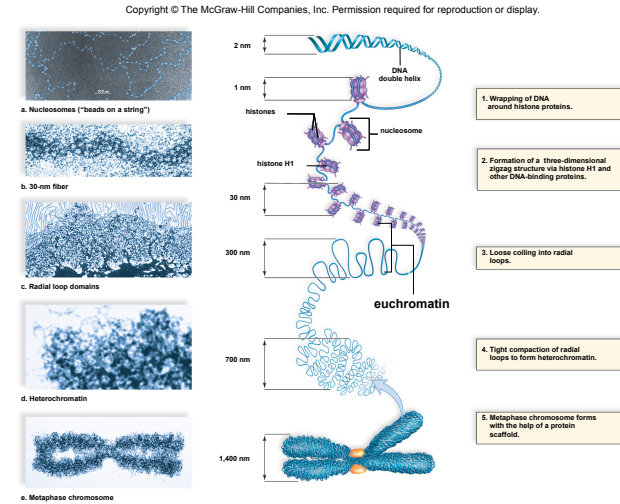 Copyright © The McGraw-Hill Companies, Inc. Permission required for reproduction or display.
a. Nucleosomes ("beads on a string")
b. 30-nm fiber
c. Radial loop domains
d. Heterochromatin
e. Metaphase chromosome
2 nm
DNA
double helix
1 nm
histones
nucleosome
histone H1
30 nm
300 nm
euchromatin
700 nm
1,400 nm
1. Wrapping of DNA
around histone proteins.
2. Formation of a three-dimensional
zigzag structure via histone H1 and
other DNA-binding proteins.
3. Loose coiling into radial
loops.
4. Tight compaction of radial
loops to form heterochromatin.
5. Metaphase chromosome forms
with the help of a protein
scaffold.